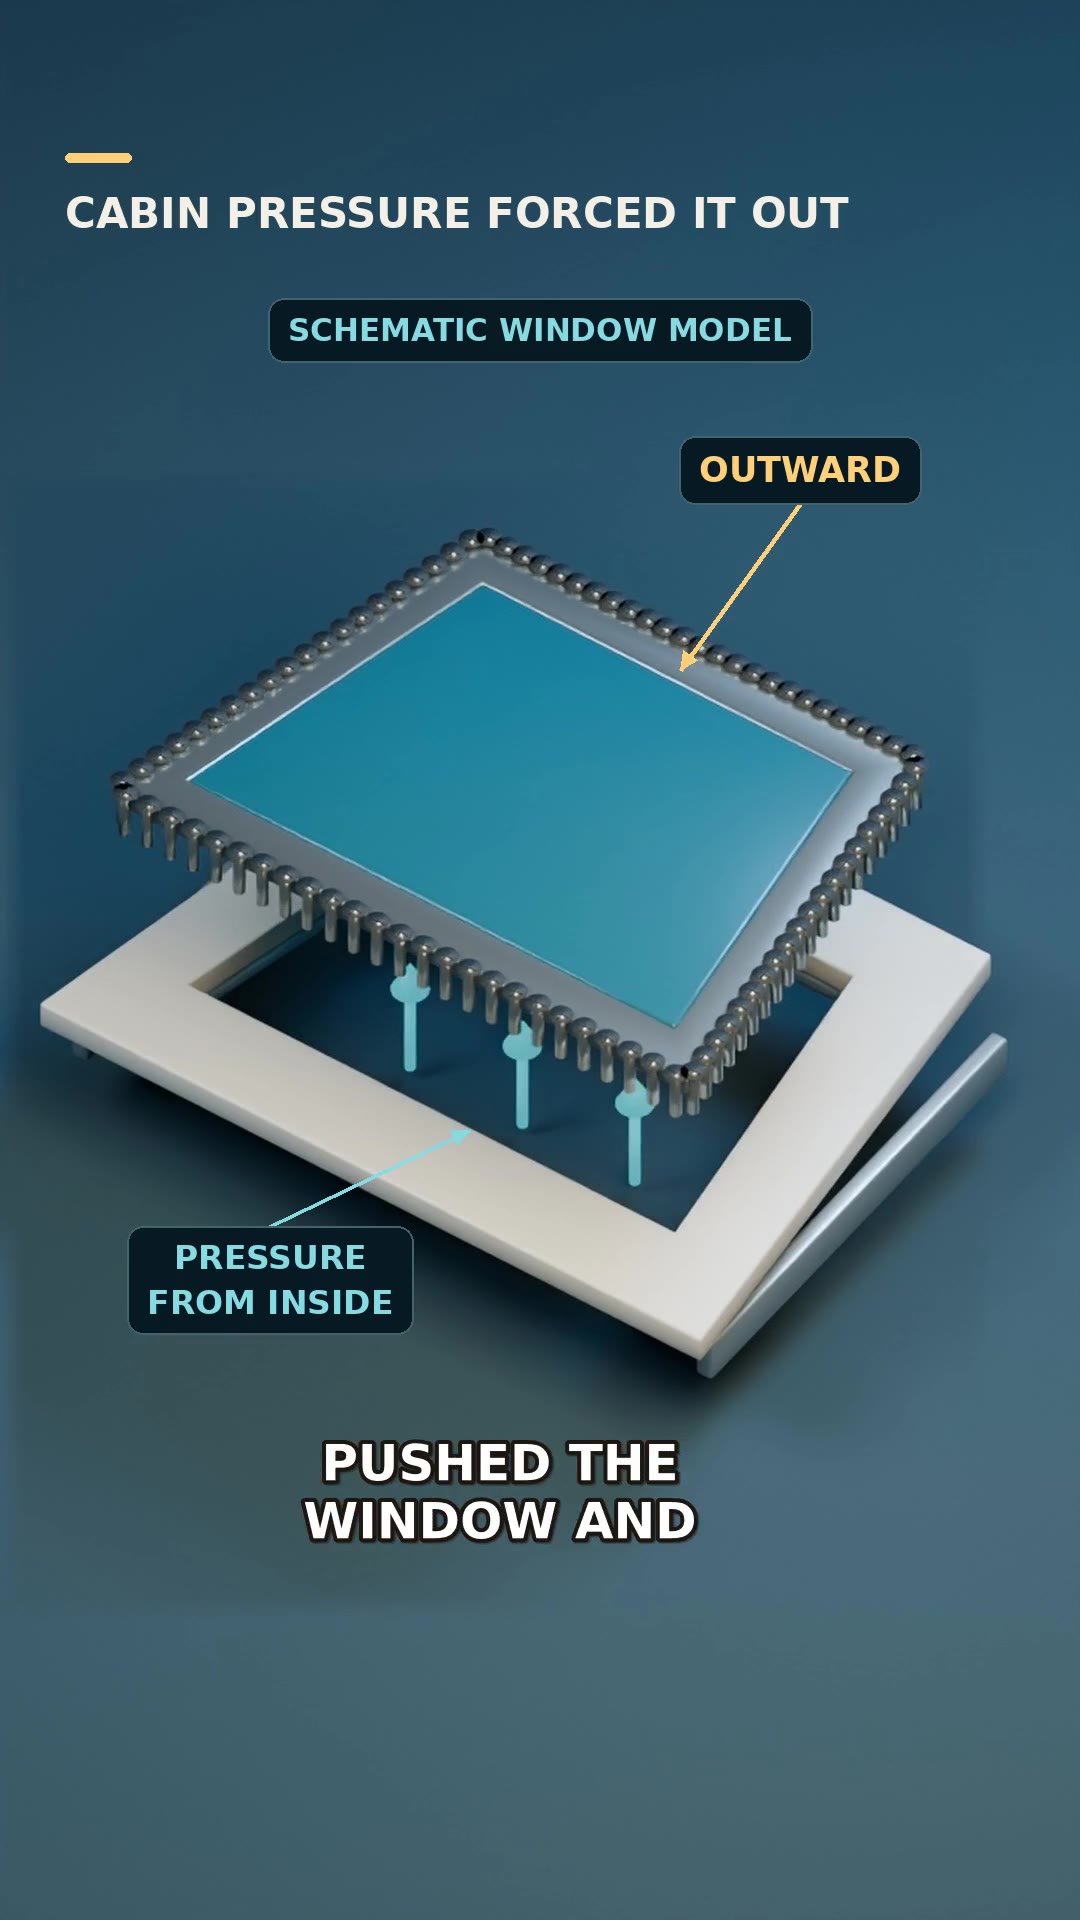 CABIN PRESSURE FORCED IT OUT
SCHEMATIC WINDOW MODEL
OUTWARD
PRESSURE
FROM INSIDE
PUSHED THE
WINDOW AND